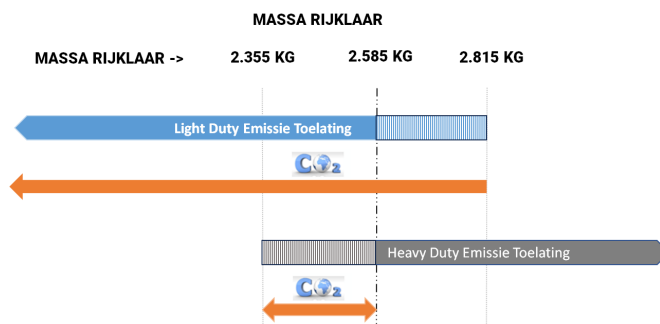 MASSA RIJKLAAR
MASSA RIJKLAAR -> 2.355 KG 2.585 KG 2.815 KG
Light Duty Emissie Toelating
CO2
Heavy Duty Emissie Toelating
CO2